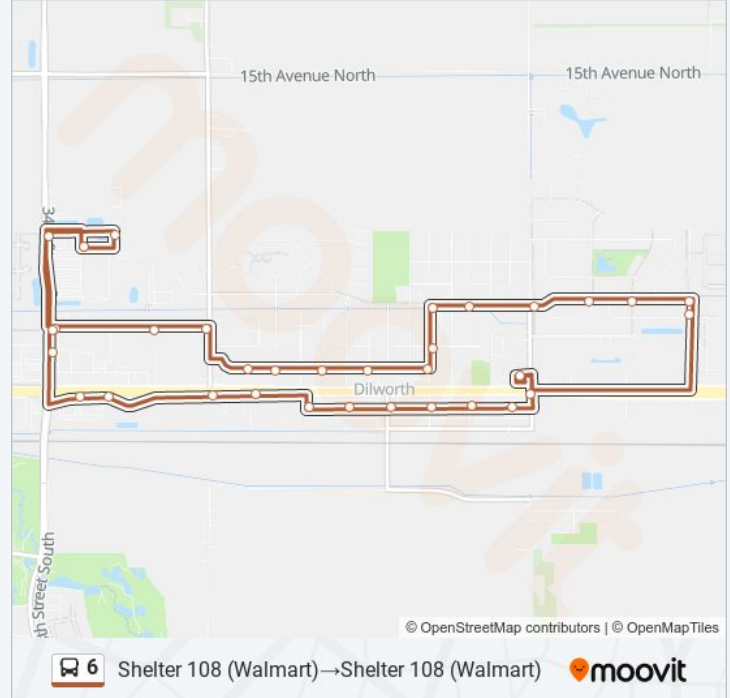 15th Avenue North
15th Avenue North
34
moovit
Dilworth
th Street South
© OpenStreetMap contributors | © OpenMapTiles
6 Shelter 108 (Walmart)→Shelter 108 (Walmart) moovit